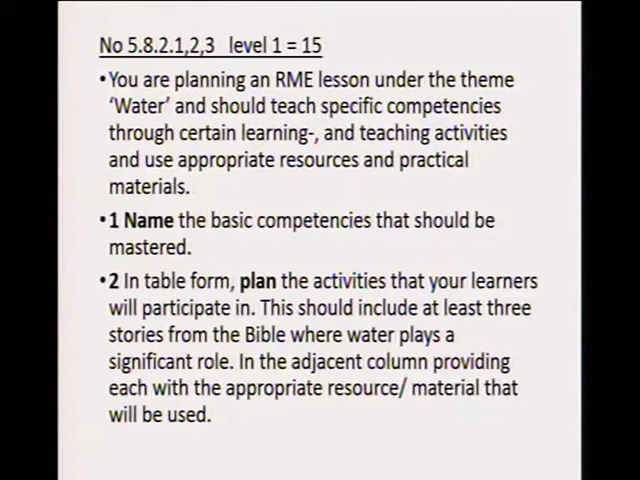 No 5.8.2.1,2,3 level 1 = 15
•You are planning an RME lesson under the theme
‘Water’ and should teach specific competencies
through certain learning-, and teaching activities
and use appropriate resources and practical
materials.
•1 Name the basic competencies that should be
mastered.
•2 In table form, plan the activities that your learners
will participate in. This should include at least three
stories from the Bible where water plays a
significant role. In the adjacent column providing
each with the appropriate resource/ material that
will be used.